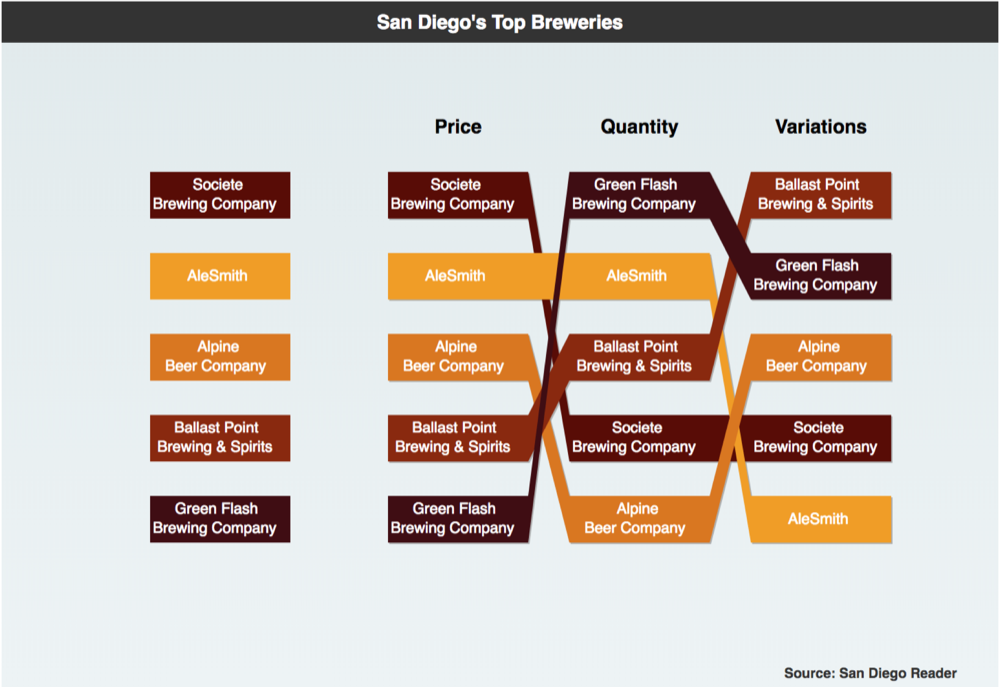 San Diego's Top Breweries
Price
Quantity
Variations
Societe
Brewing Company
Societe
Brewing Company
Green Flash
Brewing Company
Ballast Point
Brewing & Spirits
AleSmith
AleSmith
AleSmith
Green Flash
Brewing Company
Alpine
Beer Company
Alpine
Beer Company
Ballast Point
Brewing & Spirits
Alpine
Beer Company
Ballast Point
Brewing & Spirits
Ballast Point
Brewing & Spirits
Societe
Brewing Company
Societe
Brewing Company
Green Flash
Brewing Company
Green Flash
Brewing Company
Alpine
Beer Company
AleSmith
Source: San Diego Reader